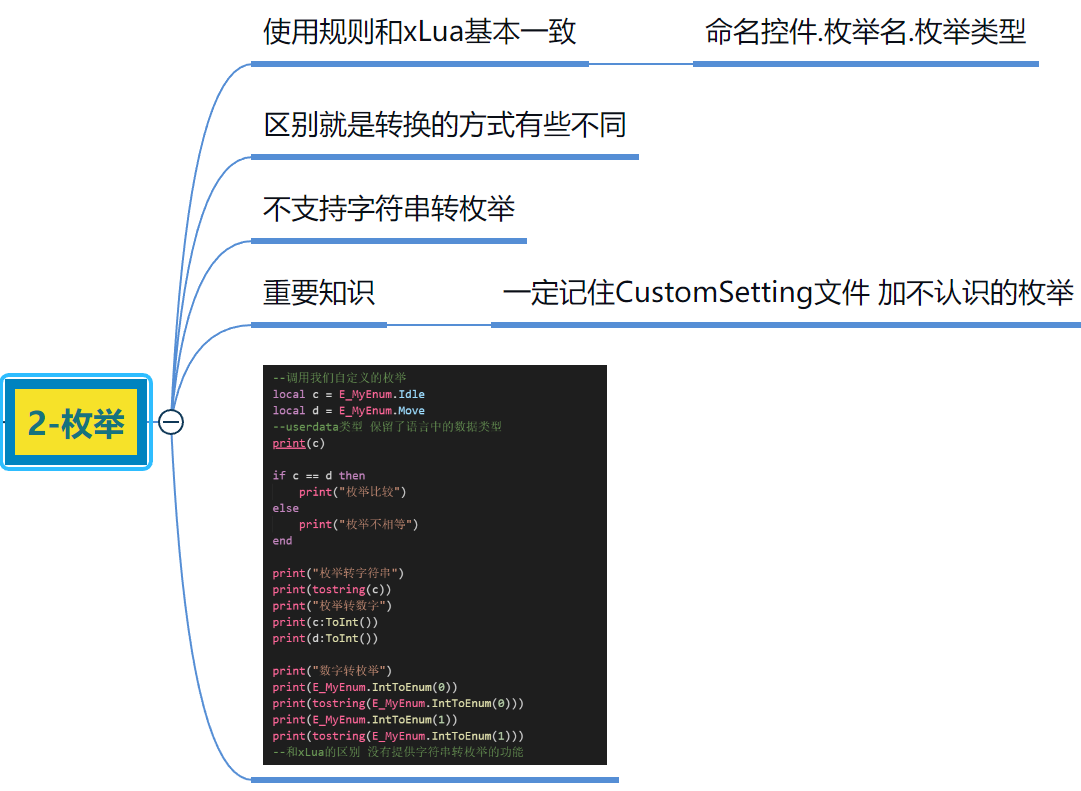 使用规则和xLua基本一致
命名控件.枚举名.枚举类型
区别就是转换的方式有些不同
不支持字符串转枚举
重要知识
一定记住CustomSetting文件 加不认识的枚举
2-枚举
--调用我们自定义的枚举
local c = E_MyEnum.Idle
local d = E_MyEnum.Move
--userdata类型 保留了语言中的数据类型
print(c)
if c == d then
print("枚举比较")
else
print("枚举不相等")
end
print("枚举转字符串")
print(tostring(c))
print("枚举转数字")
print(c:ToInt())
print(d:ToInt())
print("数字转枚举")
print(E_MyEnum.IntToEnum(0))
print(tostring(E_MyEnum.IntToEnum(0)))
print(E_MyEnum.IntToEnum(1))
print(tostring(E_MyEnum.IntToEnum(1)))
--和xLua的区别 没有提供字符串转枚举的功能